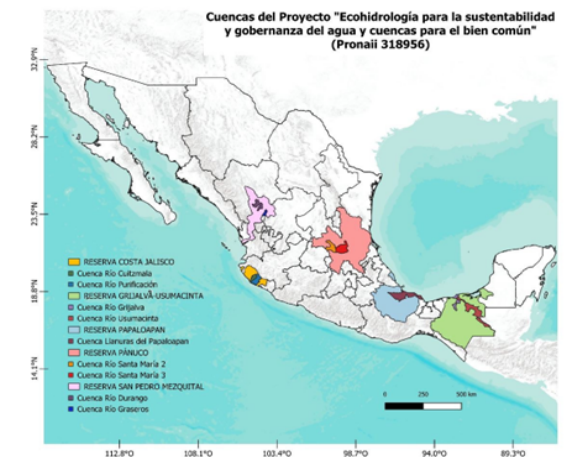 Cuencas del Proyecto "Ecohidrología para la sustentabilidad
y gobernanza del agua y cuencas para el bien común"
(Pronaii 318956)
32.9°N
28.2°N
23.5°N
18.8°N
14.1°N
RESERVA COSTA JALISCO
Cuenca Río Cuitzmala
Cuenca Río Purificación
RESERVA GRIJALVA-USUMACINTA
Cuenca Río Grijalva
Cuenca Río Usumacinta
RESERVA PAPALOAPAN
Cuenca Llanuras del Papaloapan
RESERVA PÁNUCO
Cuenca Río Santa María 2
Cuenca Río Santa María 3
RESERVA SAN PEDRO MEZQUITAL
Cuenca Río Durango
Cuenca Río Graseros
0 250 500 km
112.8°O 108.1°O 103.4°O 98.7°O 94.0°O 89.3°O